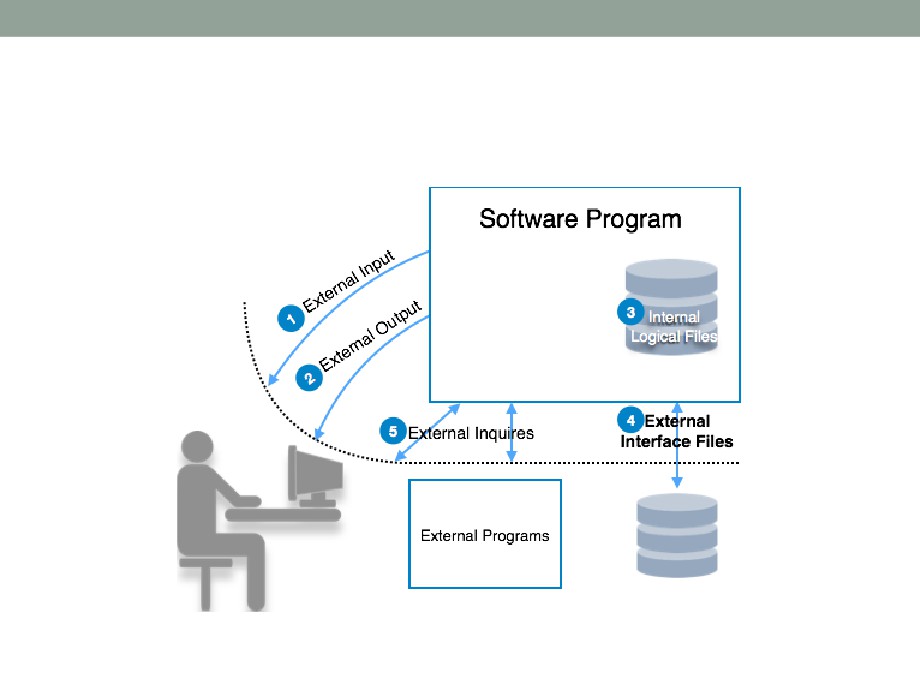 Software Program
1 External Input
2 External Output
3 Internal
Logical Files
4 External
Interface Files
5 External Inquires
External Programs